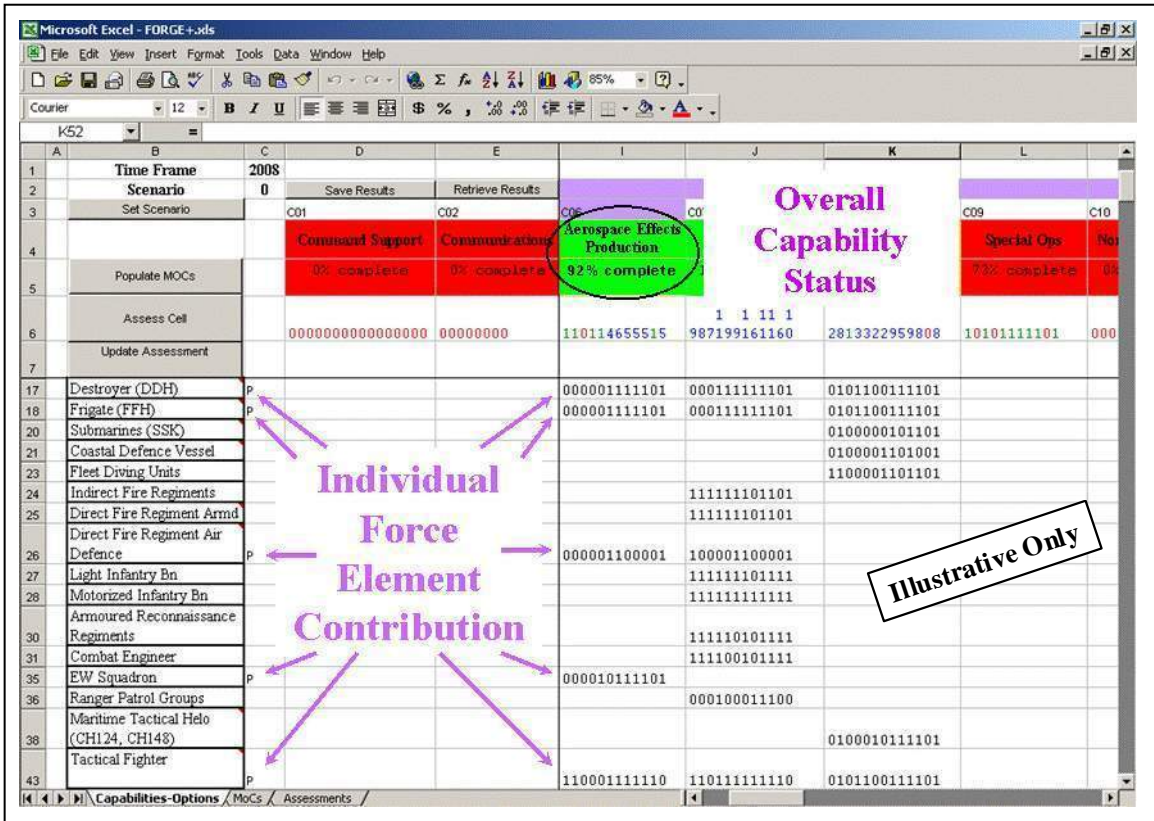 Microsoft Excel - FORGE+.xls
File Edit View Insert Format Tools Data Window Help
85%
Courier 12 B I U $ % ,
K52 =
A B C D E I J K L
1 Time Frame 2008
2 Scenario 0 Save Results Retrieve Results
3 Set Scenario C01 C02 C06 C09 C10
4 Command Support Communications Aerospace Effects Production Special Ops
5 Populate MOCs 0% complete 0% complete 92% complete 73% complete
Overall
Capability
Status
1 1 11 1
6 Assess Cell 0000000000000000 00000000 110114655515 987199161160 2813322959808 10101111101 000
7 Update Assessment
17 Destroyer (DDH) P 000001111101 000111111101 0101100111101
18 Frigate (FFH) P 000001111101 000111111101 0101100111101
20 Submarines (SSK) 0100000101101
21 Coastal Defence Vessel 0100001101001
23 Fleet Diving Units 1100001101101
24 Indirect Fire Regiments 111111101101
25 Direct Fire Regiment Armd 111111101101
26 Direct Fire Regiment Air Defence P 000001100001 100001100001
27 Light Infantry Bn 111111101111
28 Motorized Infantry Bn 111111111111
30 Armoured Reconnaissance Regiments 111110101111
31 Combat Engineer 111100101111
35 EW Squadron P 000010111101
36 Ranger Patrol Groups 000100011100
38 Maritime Tactical Helo (CH124, CH148) 0100010111101
43 Tactical Fighter P 110001111110 110111111110 0101100111101
Individual
Force
Element
Contribution
Illustrative Only
Capabilities-Options MoCs Assessments